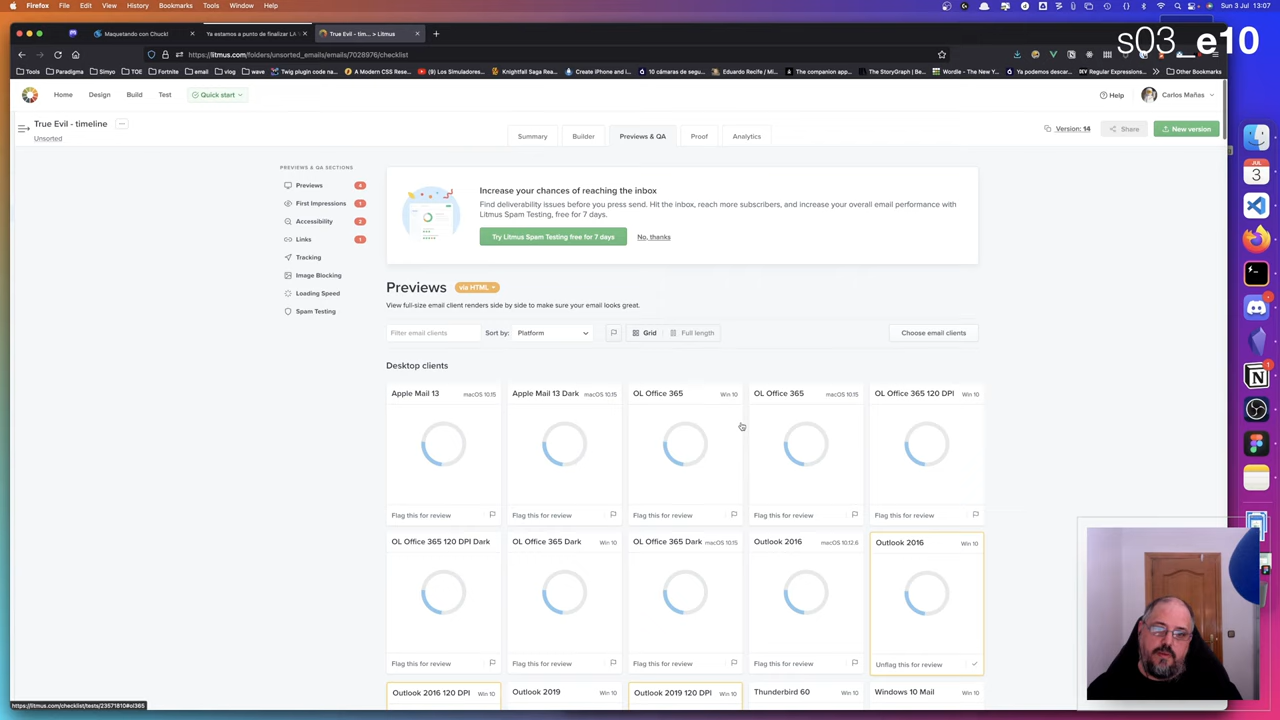 Firefox File Edit View History Bookmarks Tools Window Help
Sun 3 Jul 13:07
s03 e10
Maquetando con Chuck!
Ya estamos a punto de finalizar LA
True Evil - time... > Litmus
https://litmus.com/folders/unsorted_emails/emails/7028976/checklist
Tools Paradigma Simyo TOE Fortnite email vlog wave Twig plugin code na... A Modern CSS Rese... (9) Los Simuladores... Knightfall Saga Rea... Create iPhone and i... 10 cámaras de segu... Eduardo Recife / Mi... The companion app... The StoryGraph | Be... Wordle - The New Y... Ya podemos descar... Regular Expressions... Other Bookmarks
Home Design Build Test Quick start
Help Carlos Mañas
True Evil - timeline
Unsorted
Summary Builder Previews & QA Proof Analytics
Version: 14 Share New version
PREVIEWS & QA SECTIONS
Previews 4
First Impressions 1
Accessibility 2
Links 1
Tracking
Image Blocking
Loading Speed
Spam Testing
Increase your chances of reaching the inbox
Find deliverability issues before you press send. Hit the inbox, reach more subscribers, and increase your overall email performance with
Litmus Spam Testing, free for 7 days.
Try Litmus Spam Testing free for 7 days No, thanks
Previews via HTML
View full-size email client renders side by side to make sure your email looks great.
Filter email clients Sort by: Platform Grid Full length Choose email clients
Desktop clients
Apple Mail 13 macOS 10.15 Apple Mail 13 Dark macOS 10.15 OL Office 365 Win 10 OL Office 365 macOS 10.15 OL Office 365 120 DPI Win 10
Flag this for review Flag this for review Flag this for review Flag this for review Flag this for review
OL Office 365 120 DPI Dark OL Office 365 Dark Win 10 OL Office 365 Dark macOS 10.15 Outlook 2016 macOS 10.12.6 Outlook 2016 Win 10
Flag this for review Flag this for review Flag this for review Flag this for review Unflag this for review
Outlook 2016 120 DPI Win 10 Outlook 2019 Win 10 Outlook 2019 120 DPI Win 10 Thunderbird 60 Win 10 Windows 10 Mail Win 10
https://litmus.com/checklist/tests/23571810#ol365
JUL
3